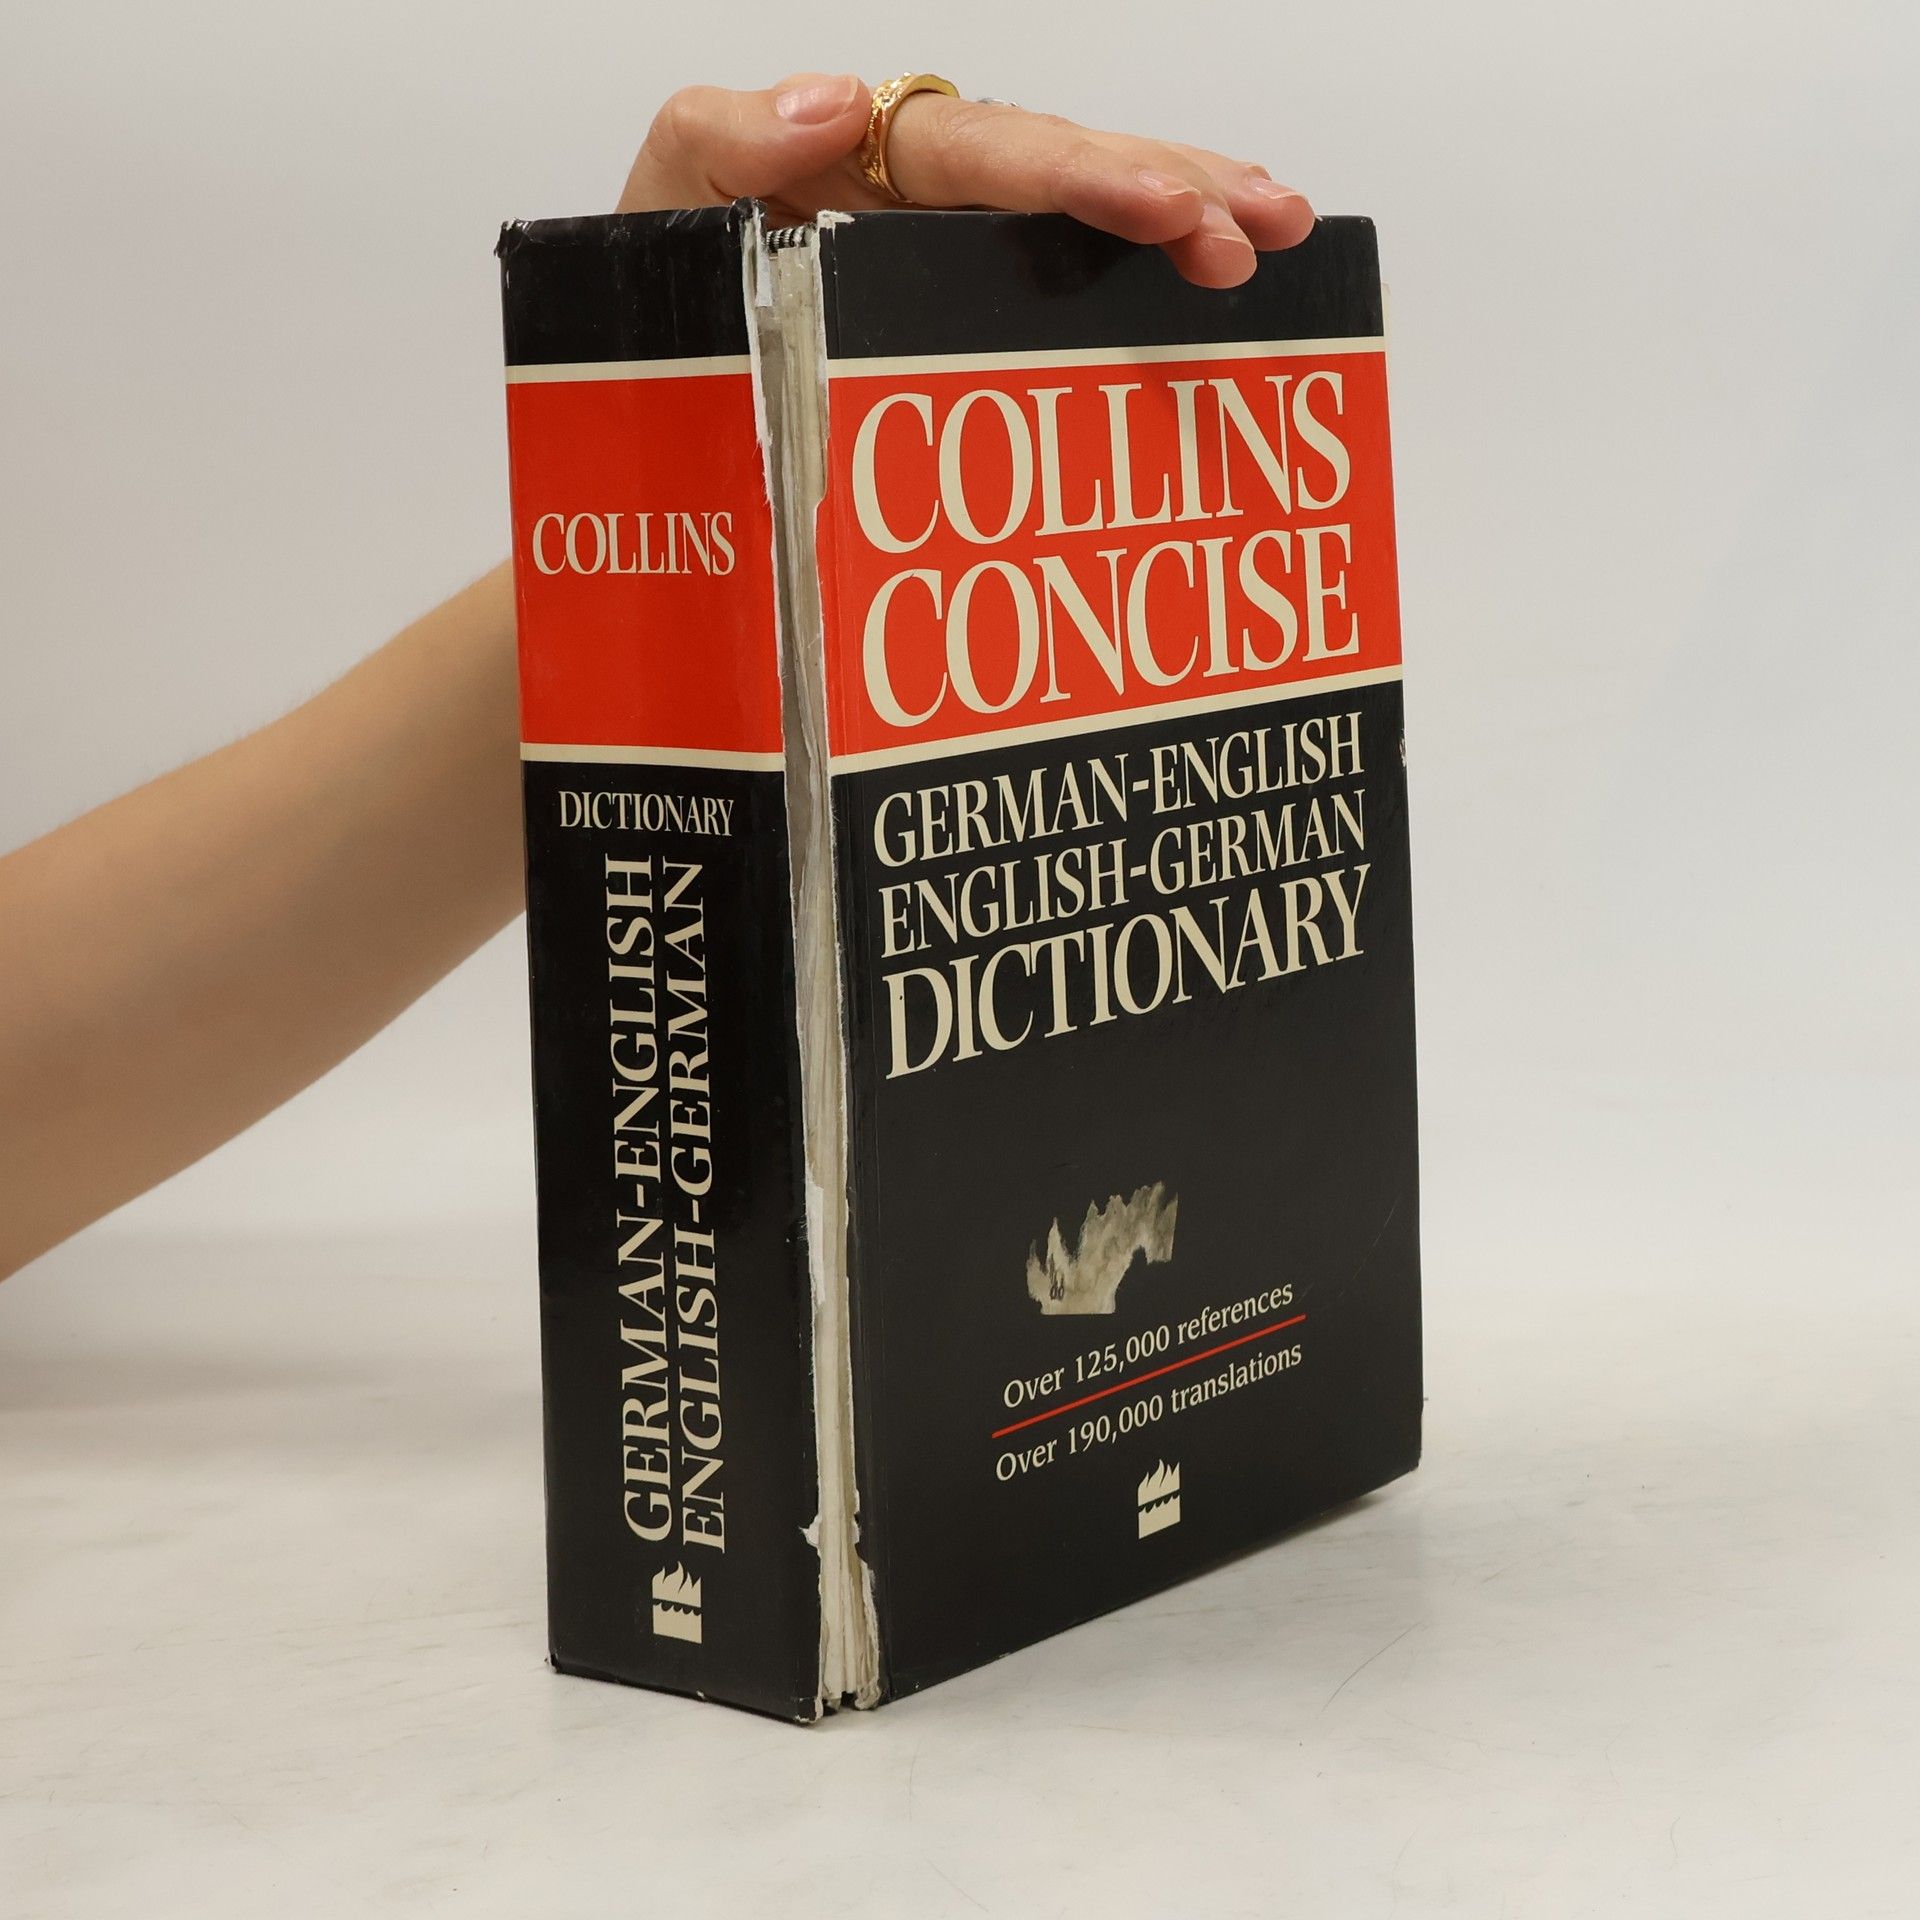 COLLINS
DICTIONARY
GERMAN-ENGLISH
ENGLISH-GERMAN
COLLINS
CONCISE
GERMAN-ENGLISH
ENGLISH-GERMAN
DICTIONARY
Over 125,000 references
Over 190,000 translations